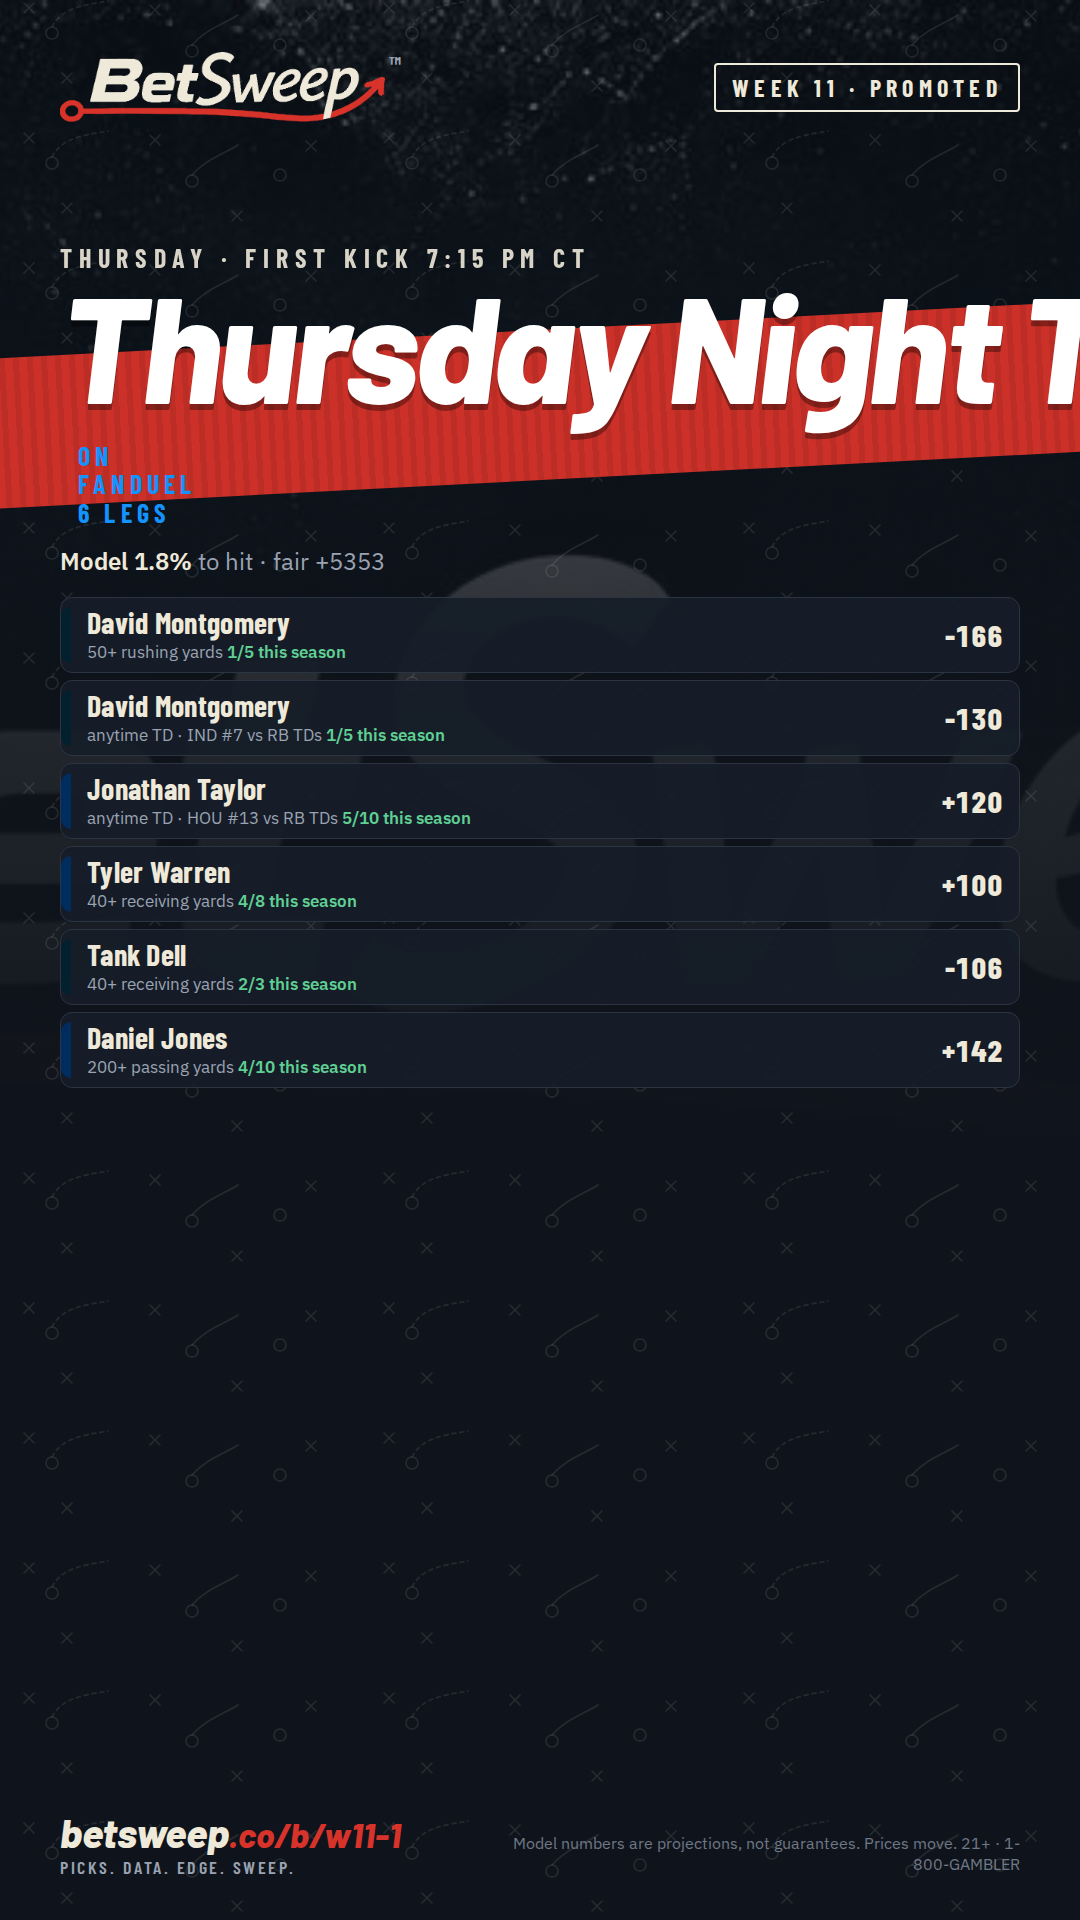 BetSweep™
WEEK 11 · PROMOTED
THURSDAY · FIRST KICK 7:15 PM CT
Thursday Night T
ON
FANDUEL
6 LEGS
Model 1.8% to hit · fair +5353
David Montgomery
50+ rushing yards 1/5 this season
-166
David Montgomery
anytime TD · IND #7 vs RB TDs 1/5 this season
-130
Jonathan Taylor
anytime TD · HOU #13 vs RB TDs 5/10 this season
+120
Tyler Warren
40+ receiving yards 4/8 this season
+100
Tank Dell
40+ receiving yards 2/3 this season
-106
Daniel Jones
200+ passing yards 4/10 this season
+142
betsweep.co/b/w11-1
PICKS. DATA. EDGE. SWEEP.
Model numbers are projections, not guarantees. Prices move. 21+ · 1-
800-GAMBLER